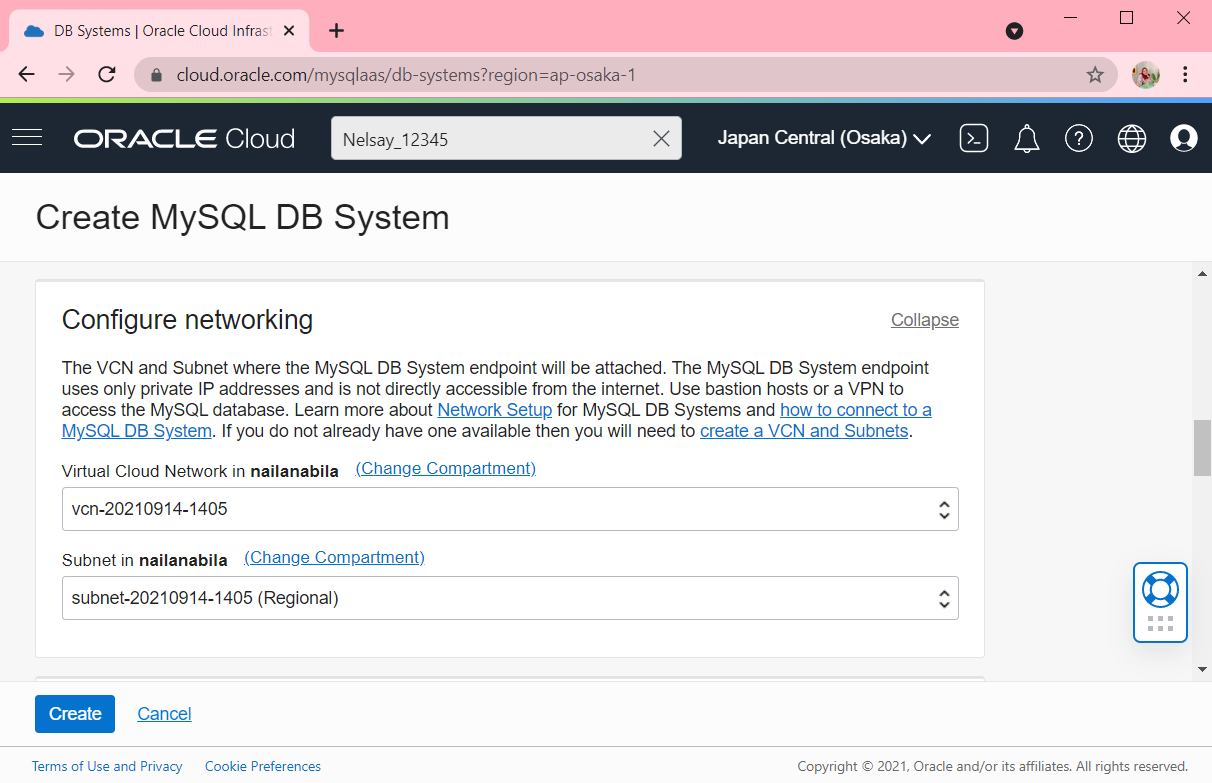 DB Systems | Oracle Cloud Infrast
cloud.oracle.com/mysqlaas/db-systems?region=ap-osaka-1
ORACLE Cloud
Nelsay_12345
Japan Central (Osaka)
Create MySQL DB System
Configure networking
Collapse
The VCN and Subnet where the MySQL DB System endpoint will be attached. The MySQL DB System endpoint
uses only private IP addresses and is not directly accessible from the internet. Use bastion hosts or a VPN to
access the MySQL database. Learn more about Network Setup for MySQL DB Systems and how to connect to a
MySQL DB System. If you do not already have one available then you will need to create a VCN and Subnets.
Virtual Cloud Network in nailanabila (Change Compartment)
vcn-20210914-1405
Subnet in nailanabila (Change Compartment)
subnet-20210914-1405 (Regional)
Create
Cancel
Terms of Use and Privacy
Cookie Preferences
Copyright © 2021, Oracle and/or its affiliates. All rights reserved.